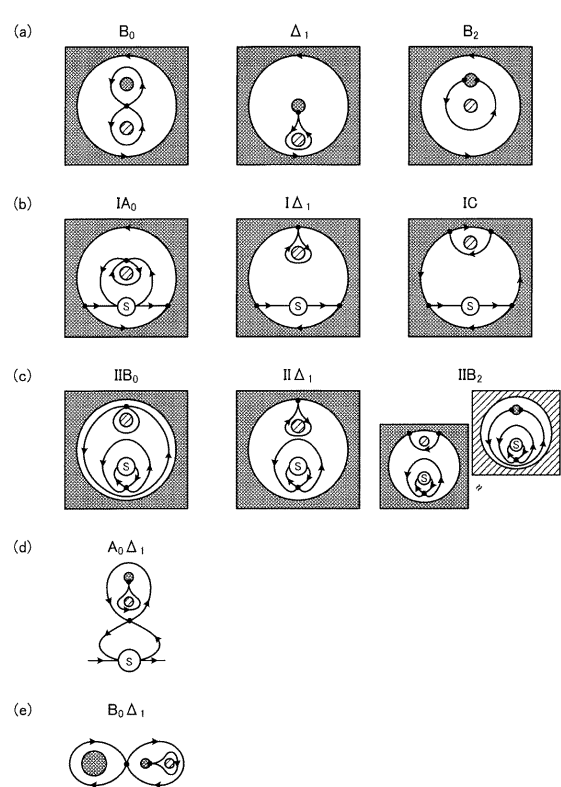 (a) B₀ Δ₁ B₂
(b) IA₀ IΔ₁ IC
S S S
(c) IIB₀ IIΔ₁ IIB₂
S S S S
(d) A₀Δ₁
S
(e) B₀Δ₁